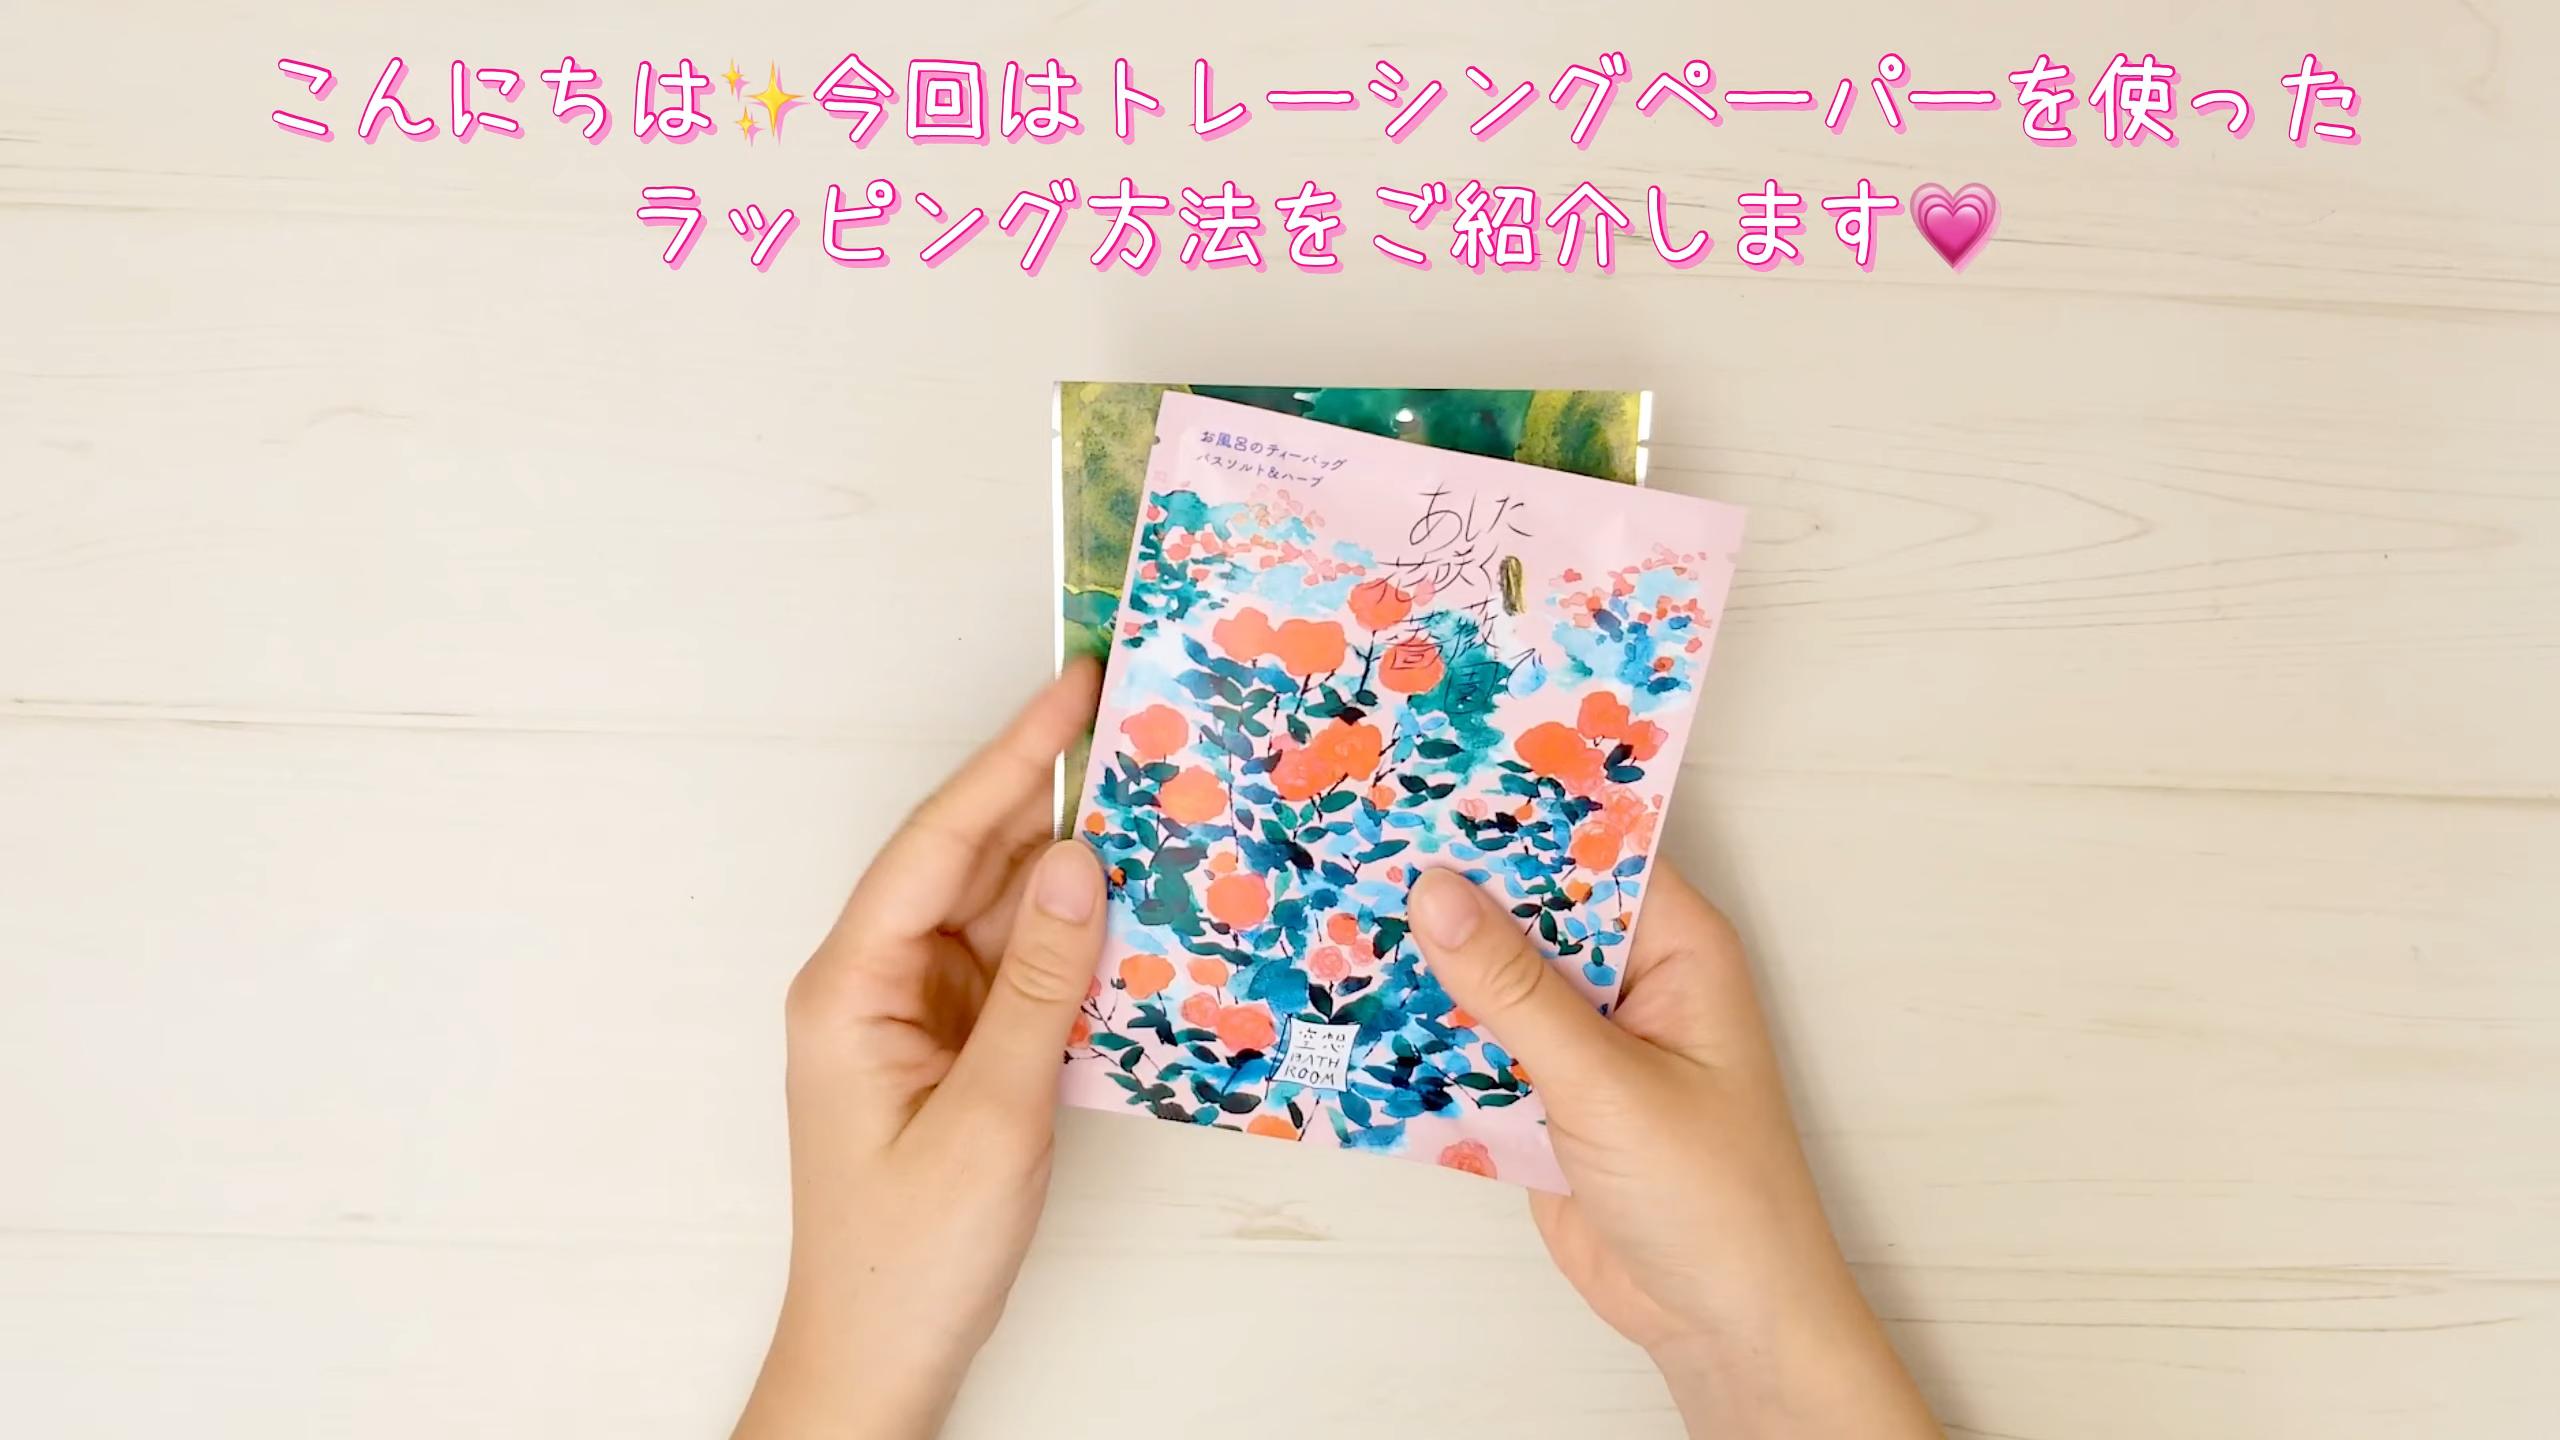 こんにちは✨今回はトレーシングペーパーを使った
ラッピング方法をご紹介します💗
お風呂のティーバッグ
バスソルト&ハーブ
あした
花咲く
薔薇
園で
空想
BATH
ROOM